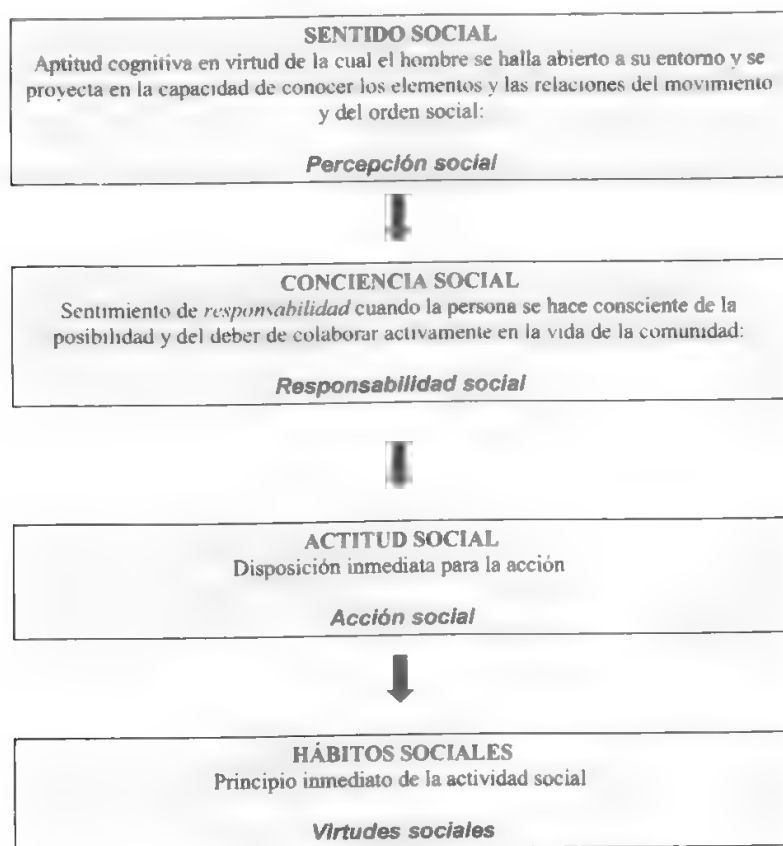 SENTIDO SOCIAL
Aptitud cognitiva en virtud de la cual el hombre se halla abierto a su entorno y se
proyecta en la capacidad de conocer los elementos y las relaciones del movimiento
y del orden social:
Percepción social
CONCIENCIA SOCIAL
Sentimiento de responsabilidad cuando la persona se hace consciente de la
posibilidad y del deber de colaborar activamente en la vida de la comunidad:
Responsabilidad social
ACTITUD SOCIAL
Disposición inmediata para la acción
Acción social
HÁBITOS SOCIALES
Principio inmediato de la actividad social
Virtudes sociales